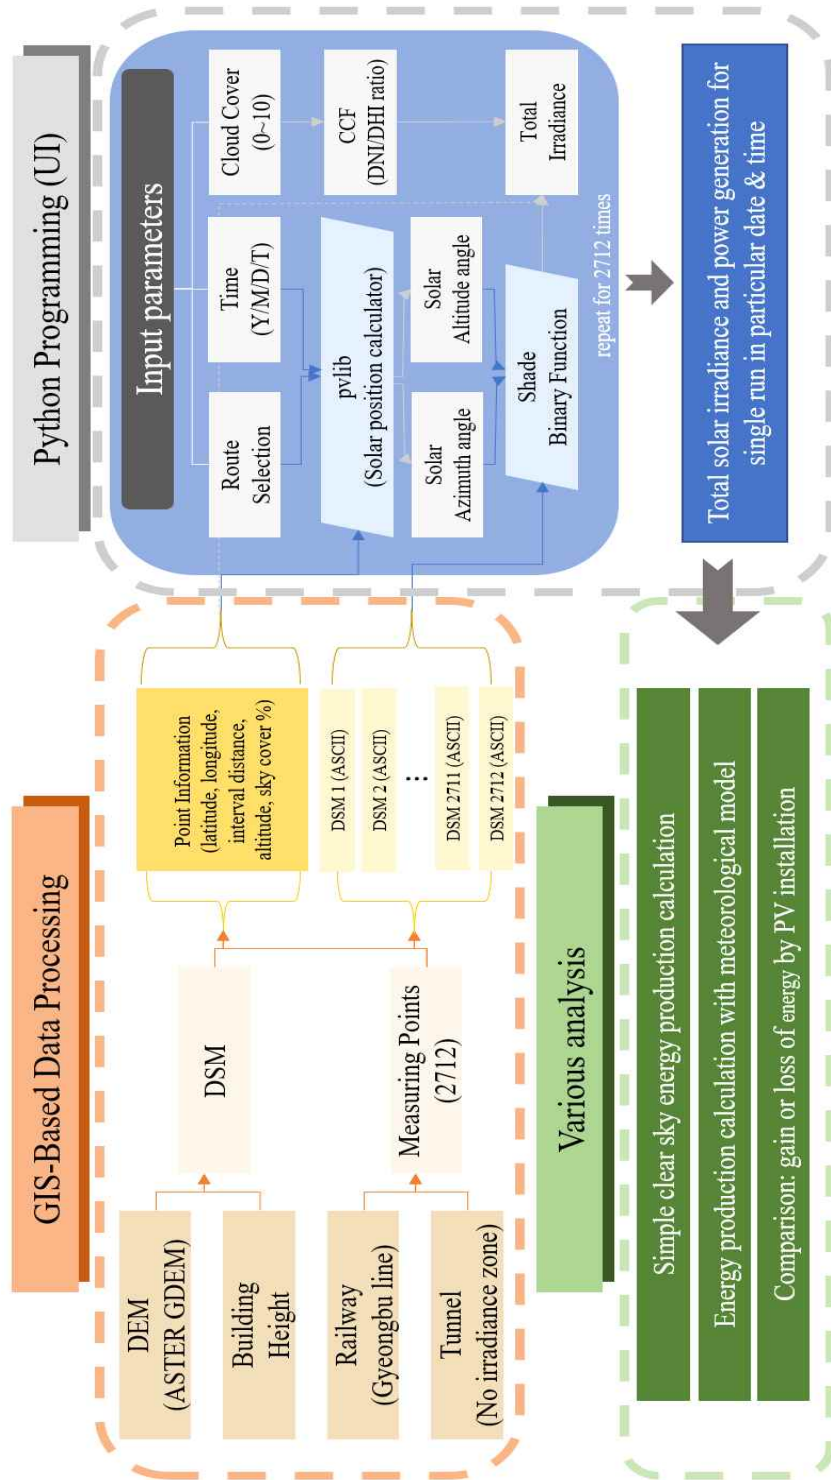 GIS-Based Data Processing
DEM
(ASTER GDEM)
Building
Height
Railway
(Gyeongbu line)
Tunnel
(No irradiance zone)
DSM
Measuring Points
(2712)
Point Information
(latitude, longitude,
interval distance,
altitude, sky cover %)
DSM 1 (ASCII)
DSM 2 (ASCII)
...
DSM 2711 (ASCII)
DSM 2712 (ASCII)
Python Programming (UI)
Input parameters
Route
Selection
Time
(Y/M/D/T)
Cloud Cover
(0~10)
pvlib
(Solar position calculator)
CCF
(DNI/DHI ratio)
Solar
Azimuth angle
Solar
Altitude angle
Shade
Binary Function
Total
Irradiance
repeat for 2712 times
Total solar irradiance and power generation for
single run in particular date & time
Various analysis
Simple clear sky energy production calculation
Energy production calculation with meteorological model
Comparison: gain or loss of energy by PV installation